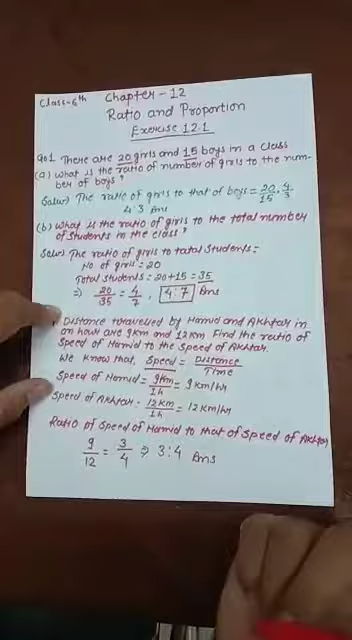 Class-6th Chapter-12
Ratio and Proportion
Exercise 12.1
Qo1 There are 20 girls and 15 boys in a class
(a) What is the ratio of number of girls to the num-
ber of boys?
Solu:) The ratio of girls to that of boys = 20/15, 4/3
4:3 Ans
(b) What is the ratio of girls to the total number
of students in the class?
Solu:) The ratio of girls to total students =
No of girls = 20
Total students = 20+15 = 35
⇒ 20/35 = 4/7, 4:7 Ans
Distance travelled by Hamid and Akhtar in
an hour are 9km and 12km Find the ratio of
Speed of Hamid to the Speed of Akhtar.
We know that, Speed = Distance/Time
Speed of Hamid = 9km/1h = 9km/hr
Speed of Akhtar = 12km/1h = 12km/hr
Ratio of Speed of Hamid to that of Speed of Akhtar
9/12 = 3/4 ⇒ 3:4 Ans